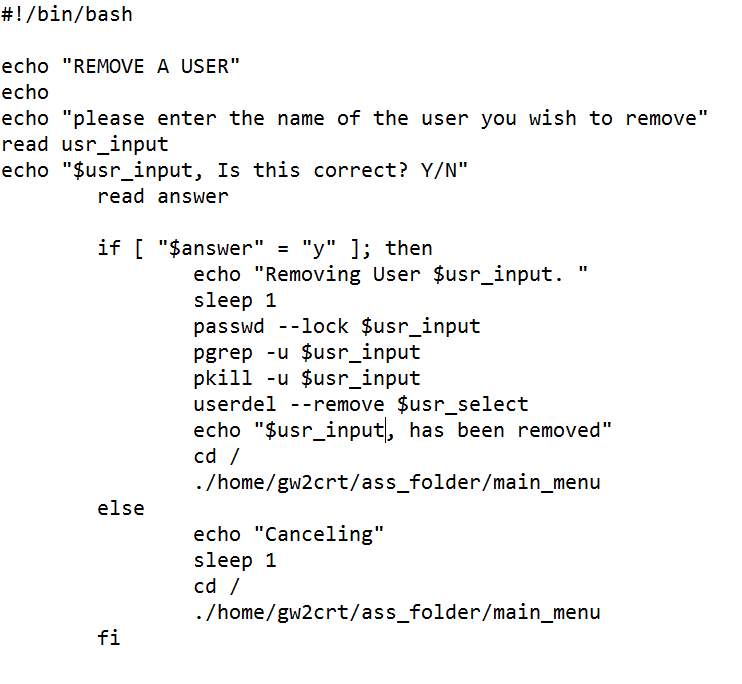 #!/bin/bash

echo "REMOVE A USER"
echo
echo "please enter the name of the user you wish to remove"
read usr_input
echo "$usr_input, Is this correct? Y/N"
        read answer

        if [ "$answer" = "y" ]; then
                echo "Removing User $usr_input. "
                sleep 1
                passwd --lock $usr_input
                pgrep -u $usr_input
                pkill -u $usr_input
                userdel --remove $usr_select
                echo "$usr_input, has been removed"
                cd /
                ./home/gw2crt/ass_folder/main_menu
        else
                echo "Canceling"
                sleep 1
                cd /
                ./home/gw2crt/ass_folder/main_menu
        fi